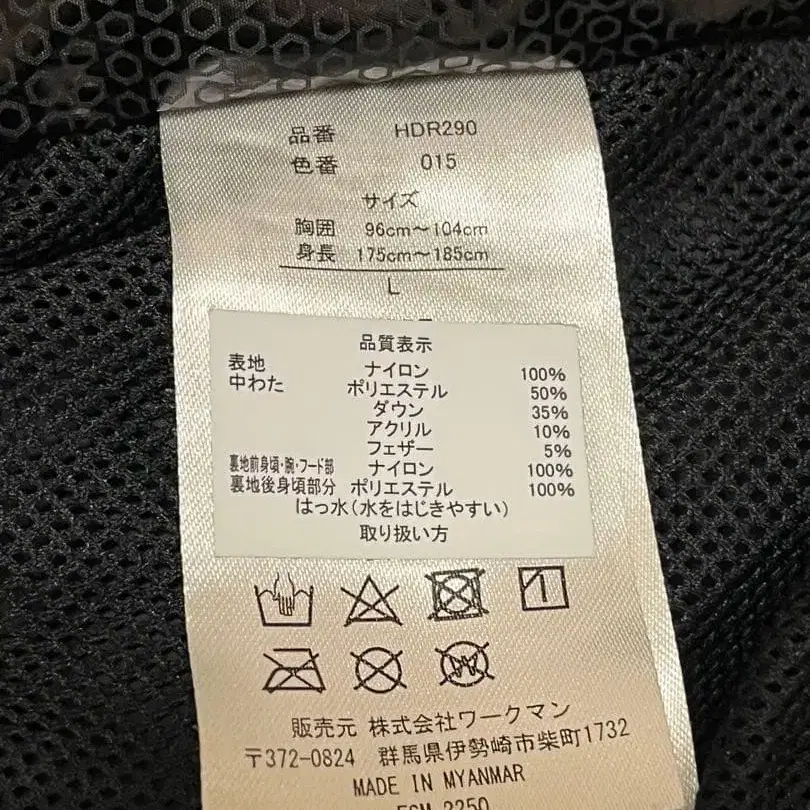 品番 HDR290
色番 015
サイズ
胸囲 96cm～104cm
身長 175cm～185cm
L
品質表示
表地 ナイロン 100%
中わた ポリエステル 50%
ダウン 35%
アクリル 10%
フェザー 5%
裏地前身頃・腕・フード部 ナイロン 100%
裏地後身頃部分 ポリエステル 100%
はっ水(水をはじきやすい)
取り扱い方
販売元 株式会社ワークマン
〒372-0824 群馬県伊勢崎市柴町1732
MADE IN MYANMAR
FSM 2250